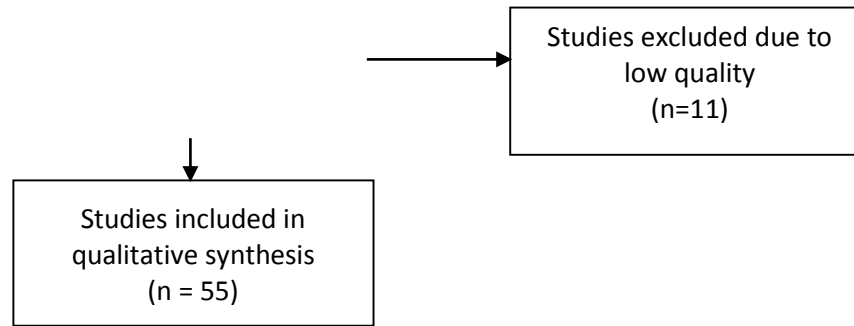 Studies excluded due to
low quality
(n=11)
Studies included in
qualitative synthesis
(n = 55)